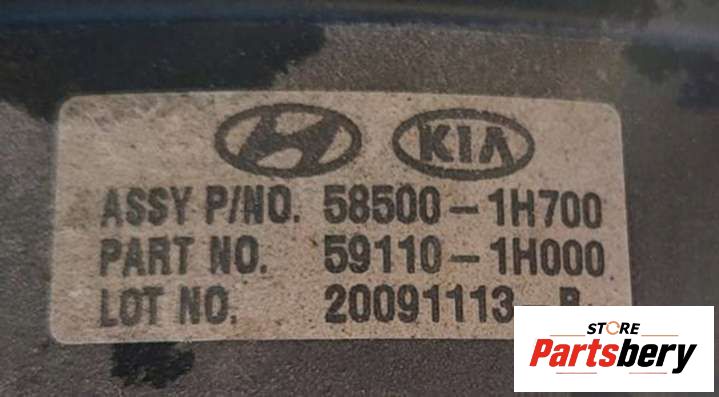 KIA
ASSY P/NO. 58500-1H700
PART NO. 59110-1H000
LOT NO. 20091113-B
STORE
Partsbery